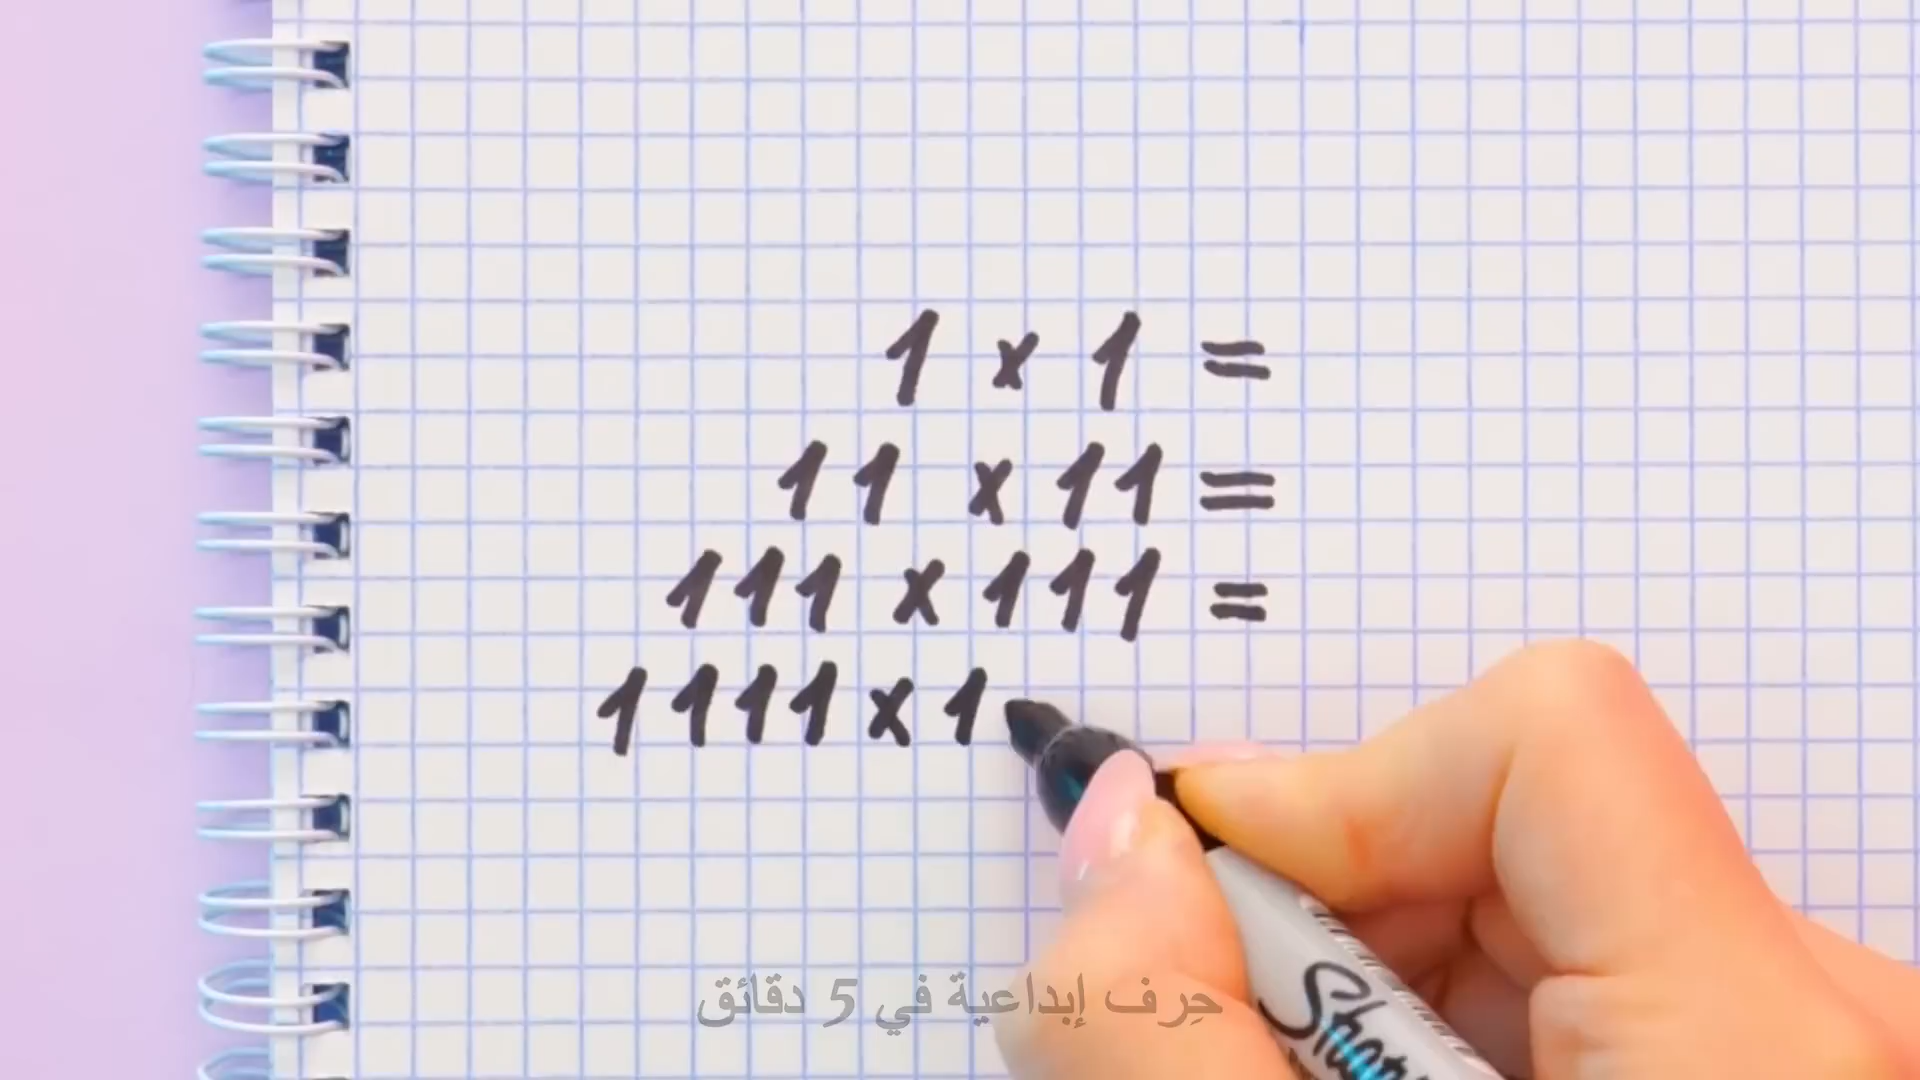 1 x 1 =
11 x 11 =
111 x 111 =
1111 x 1
حِرف إبداعية في 5 دقائق